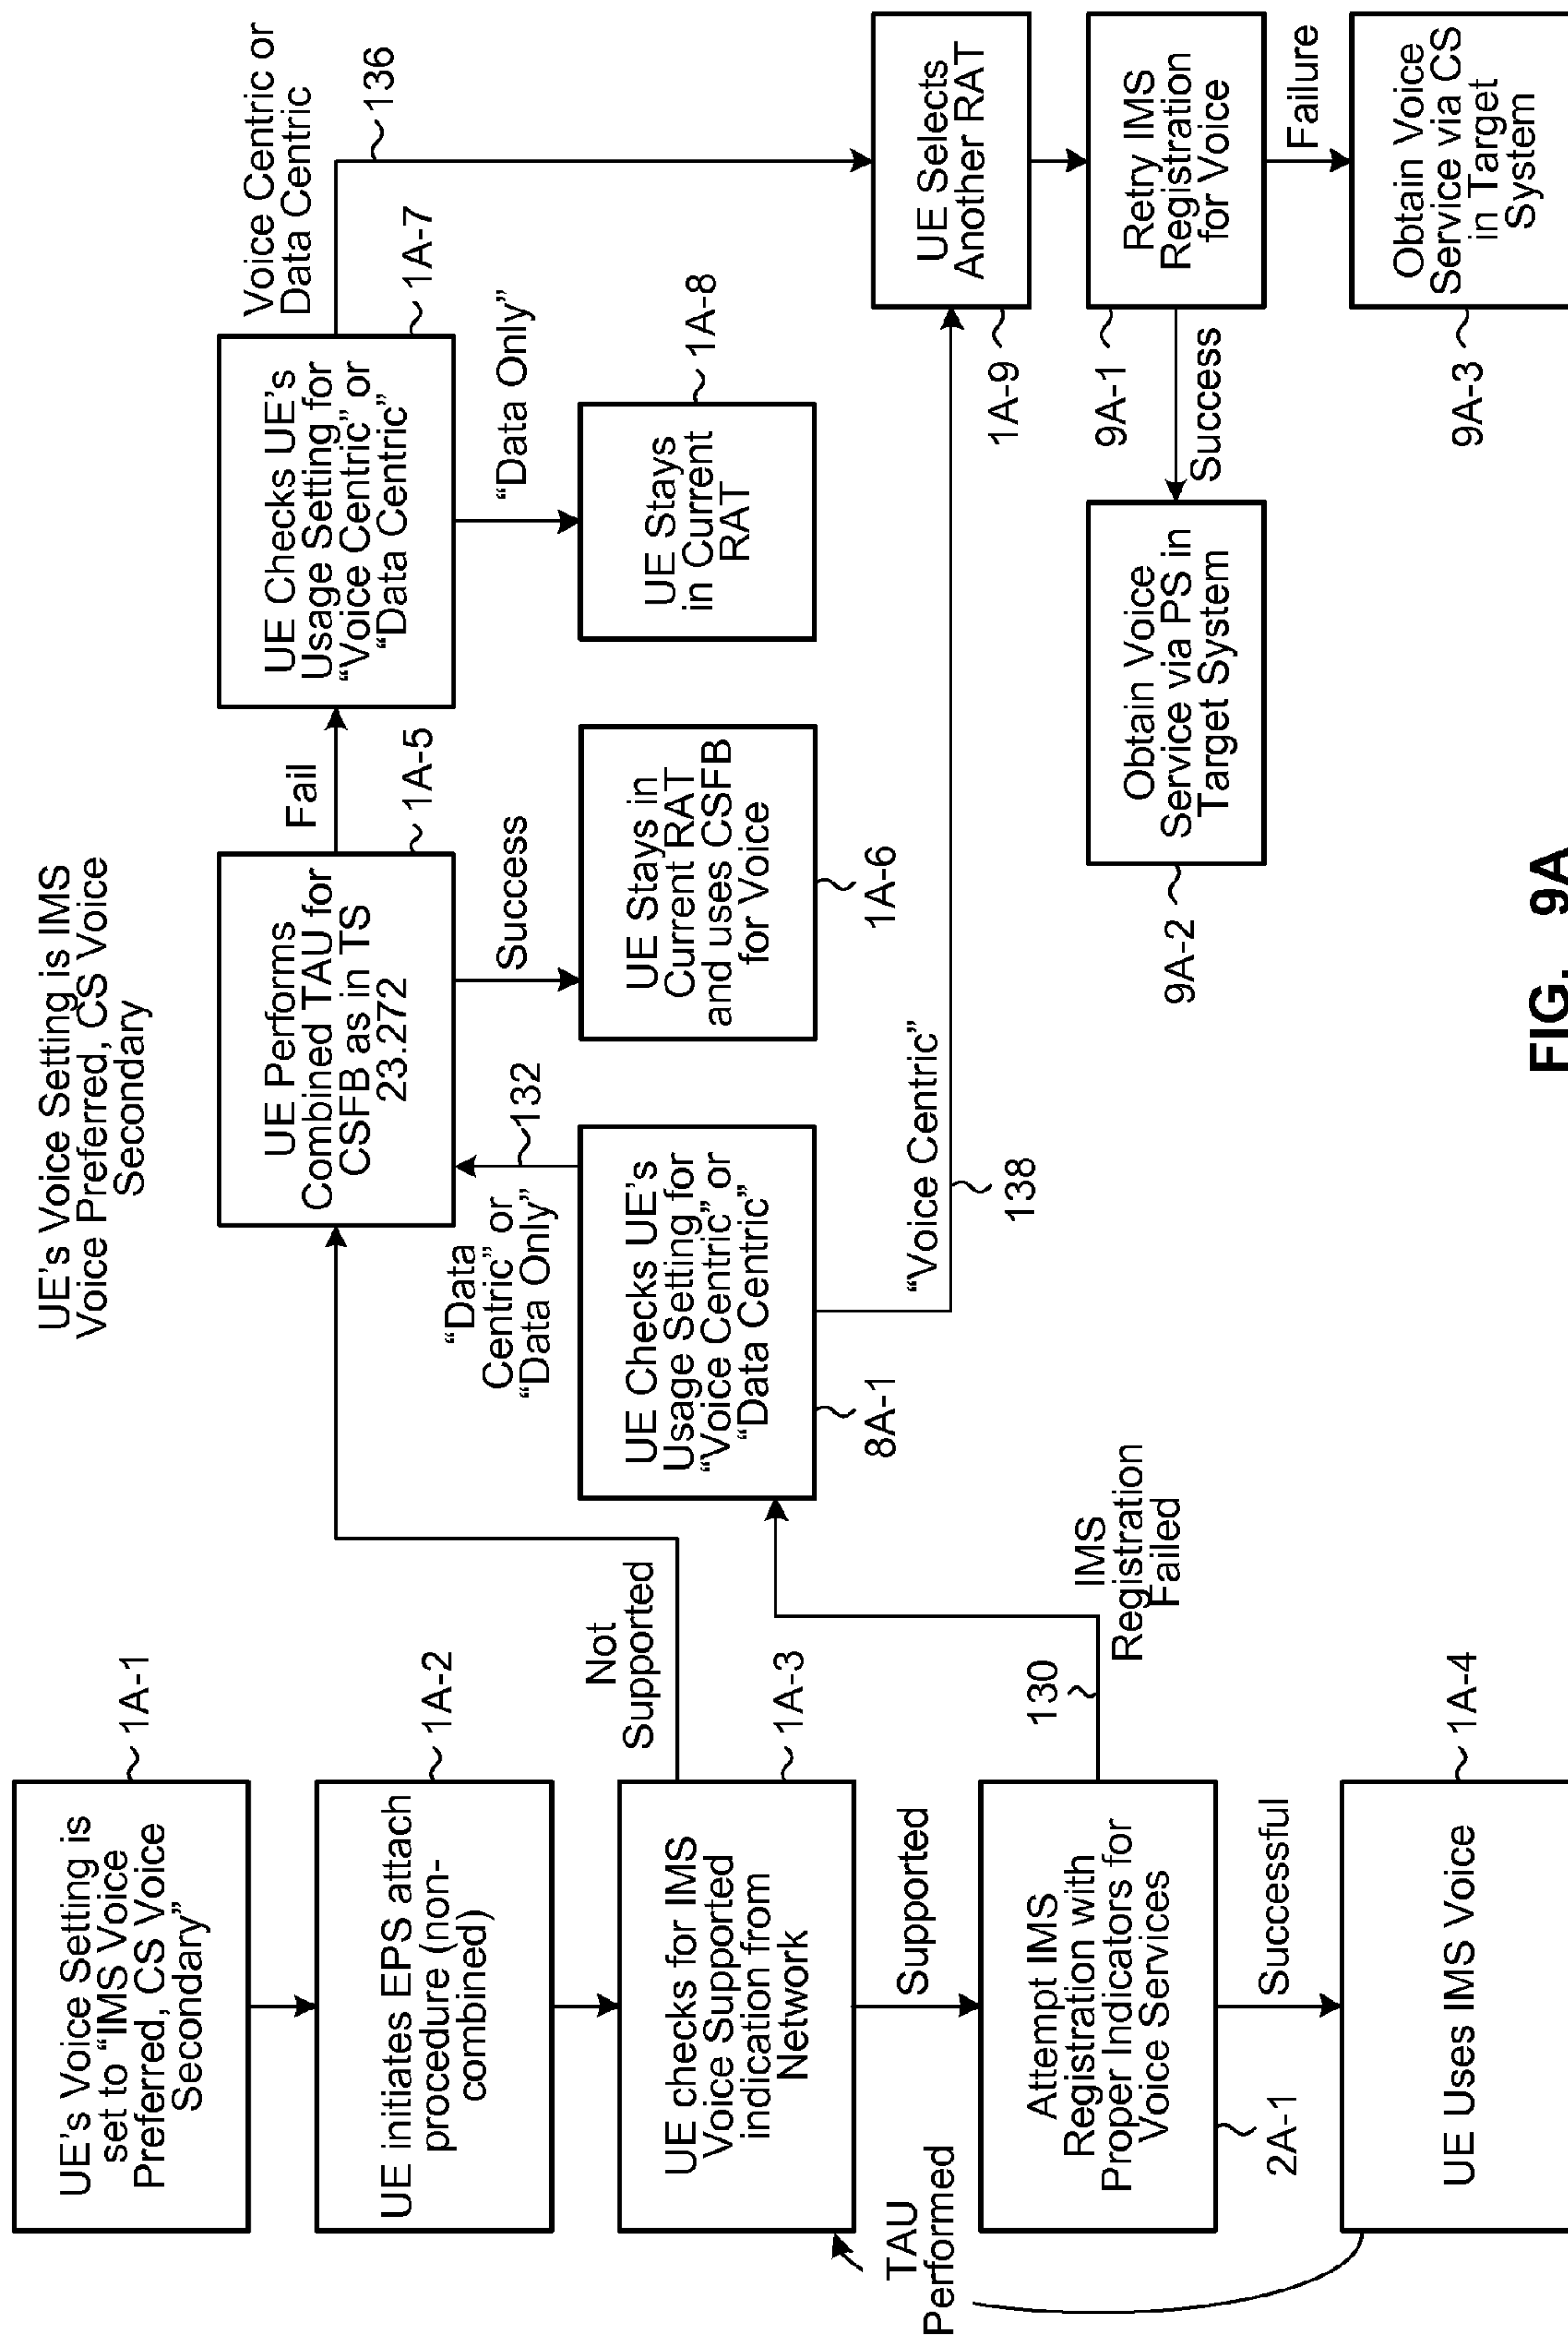 UE's Voice Setting is IMS
Voice Preferred, CS Voice
Secondary
UE's Voice Setting is
set to “IMS Voice
Preferred, CS Voice
Secondary”
1A-1
UE initiates EPS attach
procedure (non-
combined)
1A-2
UE checks for IMS
Voice Supported
indication from
Network
1A-3
Not
Supported
Supported
TAU
Performed
Attempt IMS
Registration with
Proper Indicators for
Voice Services
2A-1
130
IMS
Registration
Failed
Successful
UE Uses IMS Voice
1A-4
UE Performs
Combined TAU for
CSFB as in TS
23.272
1A-5
Fail
Success
132
“Data
Centric” or
“Data Only”
UE Checks UE's
Usage Setting for
“Voice Centric” or
“Data Centric”
8A-1
“Voice Centric”
138
UE Stays in
Current RAT
and uses CSFB
for Voice
1A-6
UE Checks UE's
Usage Setting for
“Voice Centric” or
“Data Centric”
1A-7
Voice Centric or
Data Centric
136
“Data Only”
UE Stays
in Current
RAT
1A-8
UE Selects
Another RAT
1A-9
Retry IMS
Registration
for Voice
9A-1
Success
Failure
Obtain Voice
Service via PS in
Target System
9A-2
Obtain Voice
Service via CS
in Target
System
9A-3
FIG. 9A